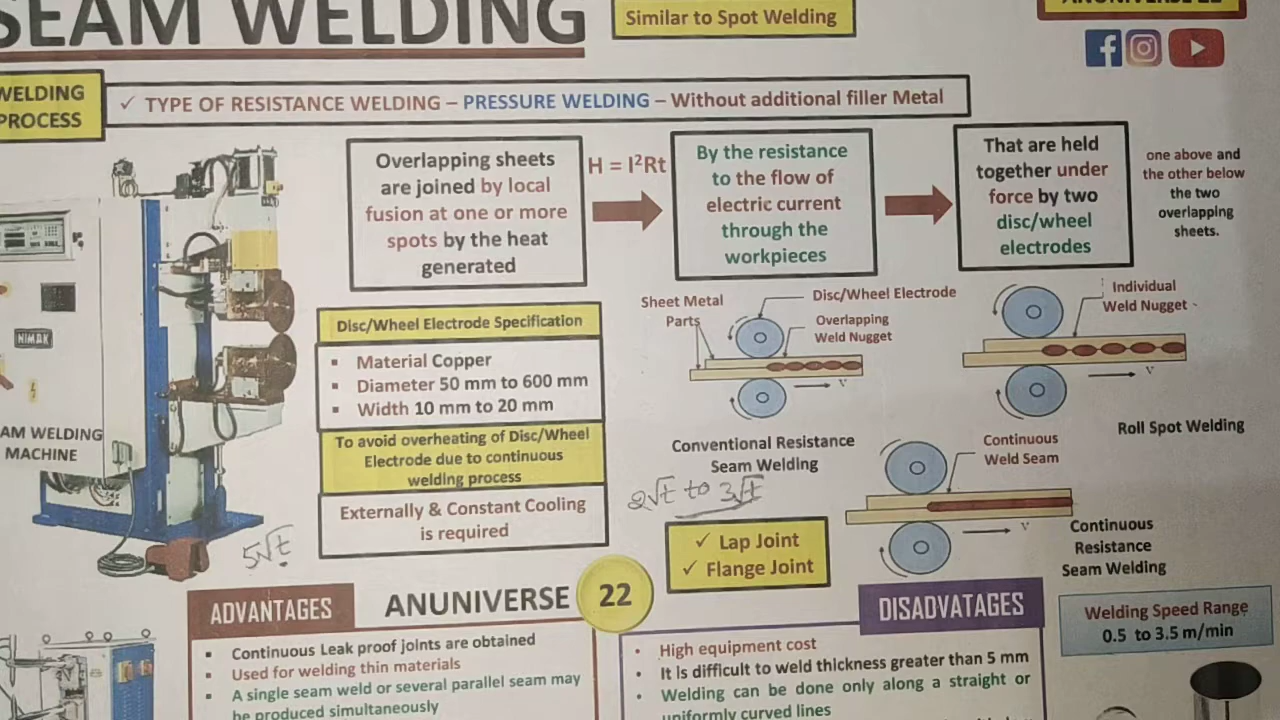 SEAM WELDING
Similar to Spot Welding
ANUNIVERSE 22
WELDING
PROCESS
✓ TYPE OF RESISTANCE WELDING – PRESSURE WELDING – Without additional filler Metal
Overlapping sheets
are joined by local
fusion at one or more
spots by the heat
generated
H = I²Rt
By the resistance
to the flow of
electric current
through the
workpieces
That are held
together under
force by two
disc/wheel
electrodes
one above and
the other below
the two
overlapping
sheets.
NIMAK
AM WELDING
MACHINE
Disc/Wheel Electrode Specification
▪ Material Copper
▪ Diameter 50 mm to 600 mm
▪ Width 10 mm to 20 mm
To avoid overheating of Disc/Wheel
Electrode due to continuous
welding process
Externally & Constant Cooling
is required
5√t
Sheet Metal
Parts
Disc/Wheel Electrode
Overlapping
Weld Nugget
v
Conventional Resistance
Seam Welding
Individual
Weld Nugget
v
Roll Spot Welding
2√t to 3√t
Continuous
Weld Seam
v
Continuous
Resistance
Seam Welding
✓ Lap Joint
✓ Flange Joint
Welding Speed Range
0.5 to 3.5 m/min
ANUNIVERSE 22
ADVANTAGES
▪ Continuous Leak proof joints are obtained
▪ Used for welding thin materials
▪ A single seam weld or several parallel seam may
be produced simultaneously
DISADVATAGES
• High equipment cost
• It Is difficult to weld thickness greater than 5 mm
• Welding can be done only along a straight or
uniformly curved lines